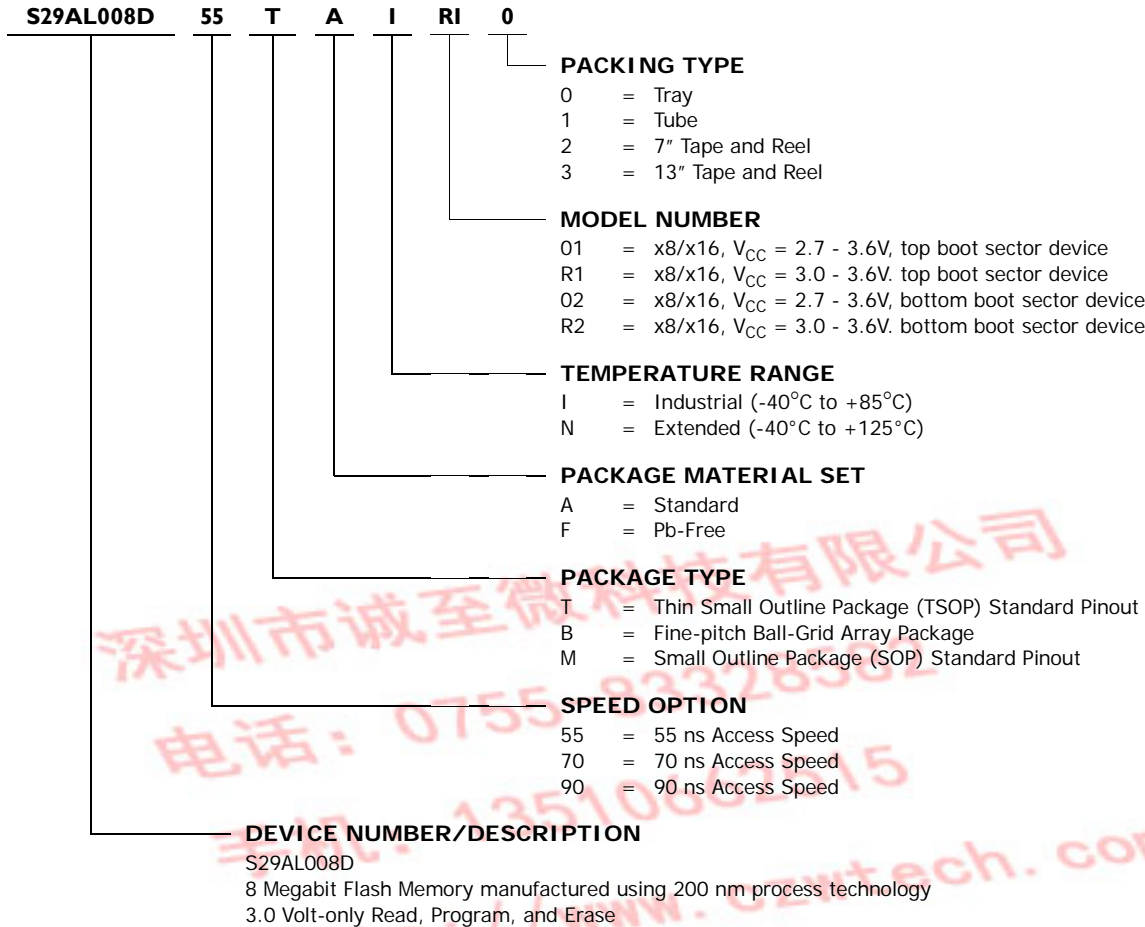 S29AL008D 55 T A I RI 0
PACKING TYPE
0 = Tray
1 = Tube
2 = 7" Tape and Reel
3 = 13" Tape and Reel
MODEL NUMBER
01 = x8/x16, VCC = 2.7 - 3.6V, top boot sector device
R1 = x8/x16, VCC = 3.0 - 3.6V. top boot sector device
02 = x8/x16, VCC = 2.7 - 3.6V, bottom boot sector device
R2 = x8/x16, VCC = 3.0 - 3.6V. bottom boot sector device
TEMPERATURE RANGE
I = Industrial (-40°C to +85°C)
N = Extended (-40°C to +125°C)
PACKAGE MATERIAL SET
A = Standard
F = Pb-Free
PACKAGE TYPE
T = Thin Small Outline Package (TSOP) Standard Pinout
B = Fine-pitch Ball-Grid Array Package
M = Small Outline Package (SOP) Standard Pinout
SPEED OPTION
55 = 55 ns Access Speed
70 = 70 ns Access Speed
90 = 90 ns Access Speed
DEVICE NUMBER/DESCRIPTION
S29AL008D
8 Megabit Flash Memory manufactured using 200 nm process technology
3.0 Volt-only Read, Program, and Erase
深圳市诚至微科技有限公司
电话：0755-83328582
手机：13510662515
//www.czwtech.com